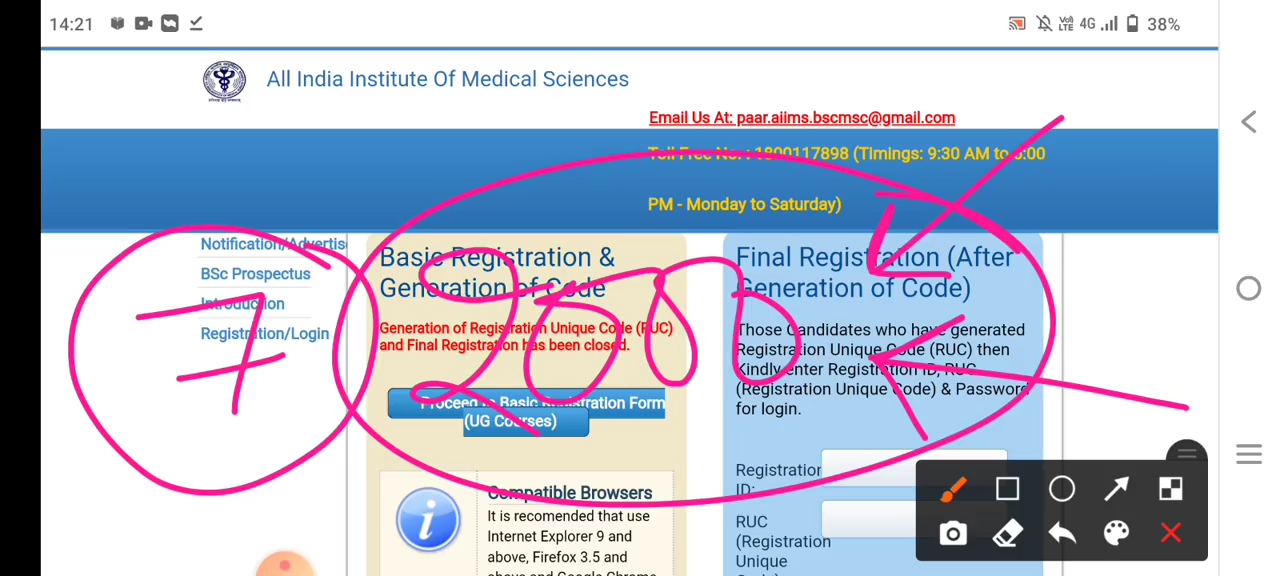 14:21
4G 38%
All India Institute Of Medical Sciences
Email Us At: paar.aiims.bscmsc@gmail.com
Toll Free No.: 1800117898 (Timings: 9:30 AM to 6:00
PM - Monday to Saturday)
Notification/Advertis
BSc Prospectus
Introduction
Registration/Login
7
Basic Registration &
Generation of Code
Generation of Registration Unique Code (RUC)
and Final Registration has been closed.
Proceed to Basic Registration Form
(UG Courses)
Compatible Browsers
It is recomended that use
Internet Explorer 9 and
above, Firefox 3.5 and
Final Registration (After
Generation of Code)
Those Candidates who have generated
Registration Unique Code (RUC) then
Kindly enter Registration ID, RUC
(Registration Unique Code) & Password
for login.
Registration
ID:
RUC
(Registration
Unique